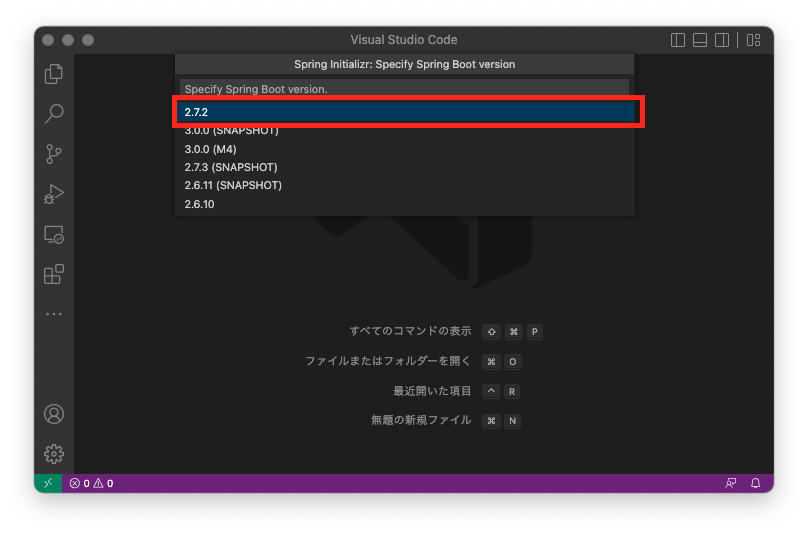 Visual Studio Code
Spring Initializr: Specify Spring Boot version
Specify Spring Boot version.
2.7.2
3.0.0 (SNAPSHOT)
3.0.0 (M4)
2.7.3 (SNAPSHOT)
2.6.11 (SNAPSHOT)
2.6.10
すべてのコマンドの表示 ⇧ ⌘ P
ファイルまたはフォルダーを開く ⌘ O
最近開いた項目 ^ R
無題の新規ファイル ⌘ N
0 0